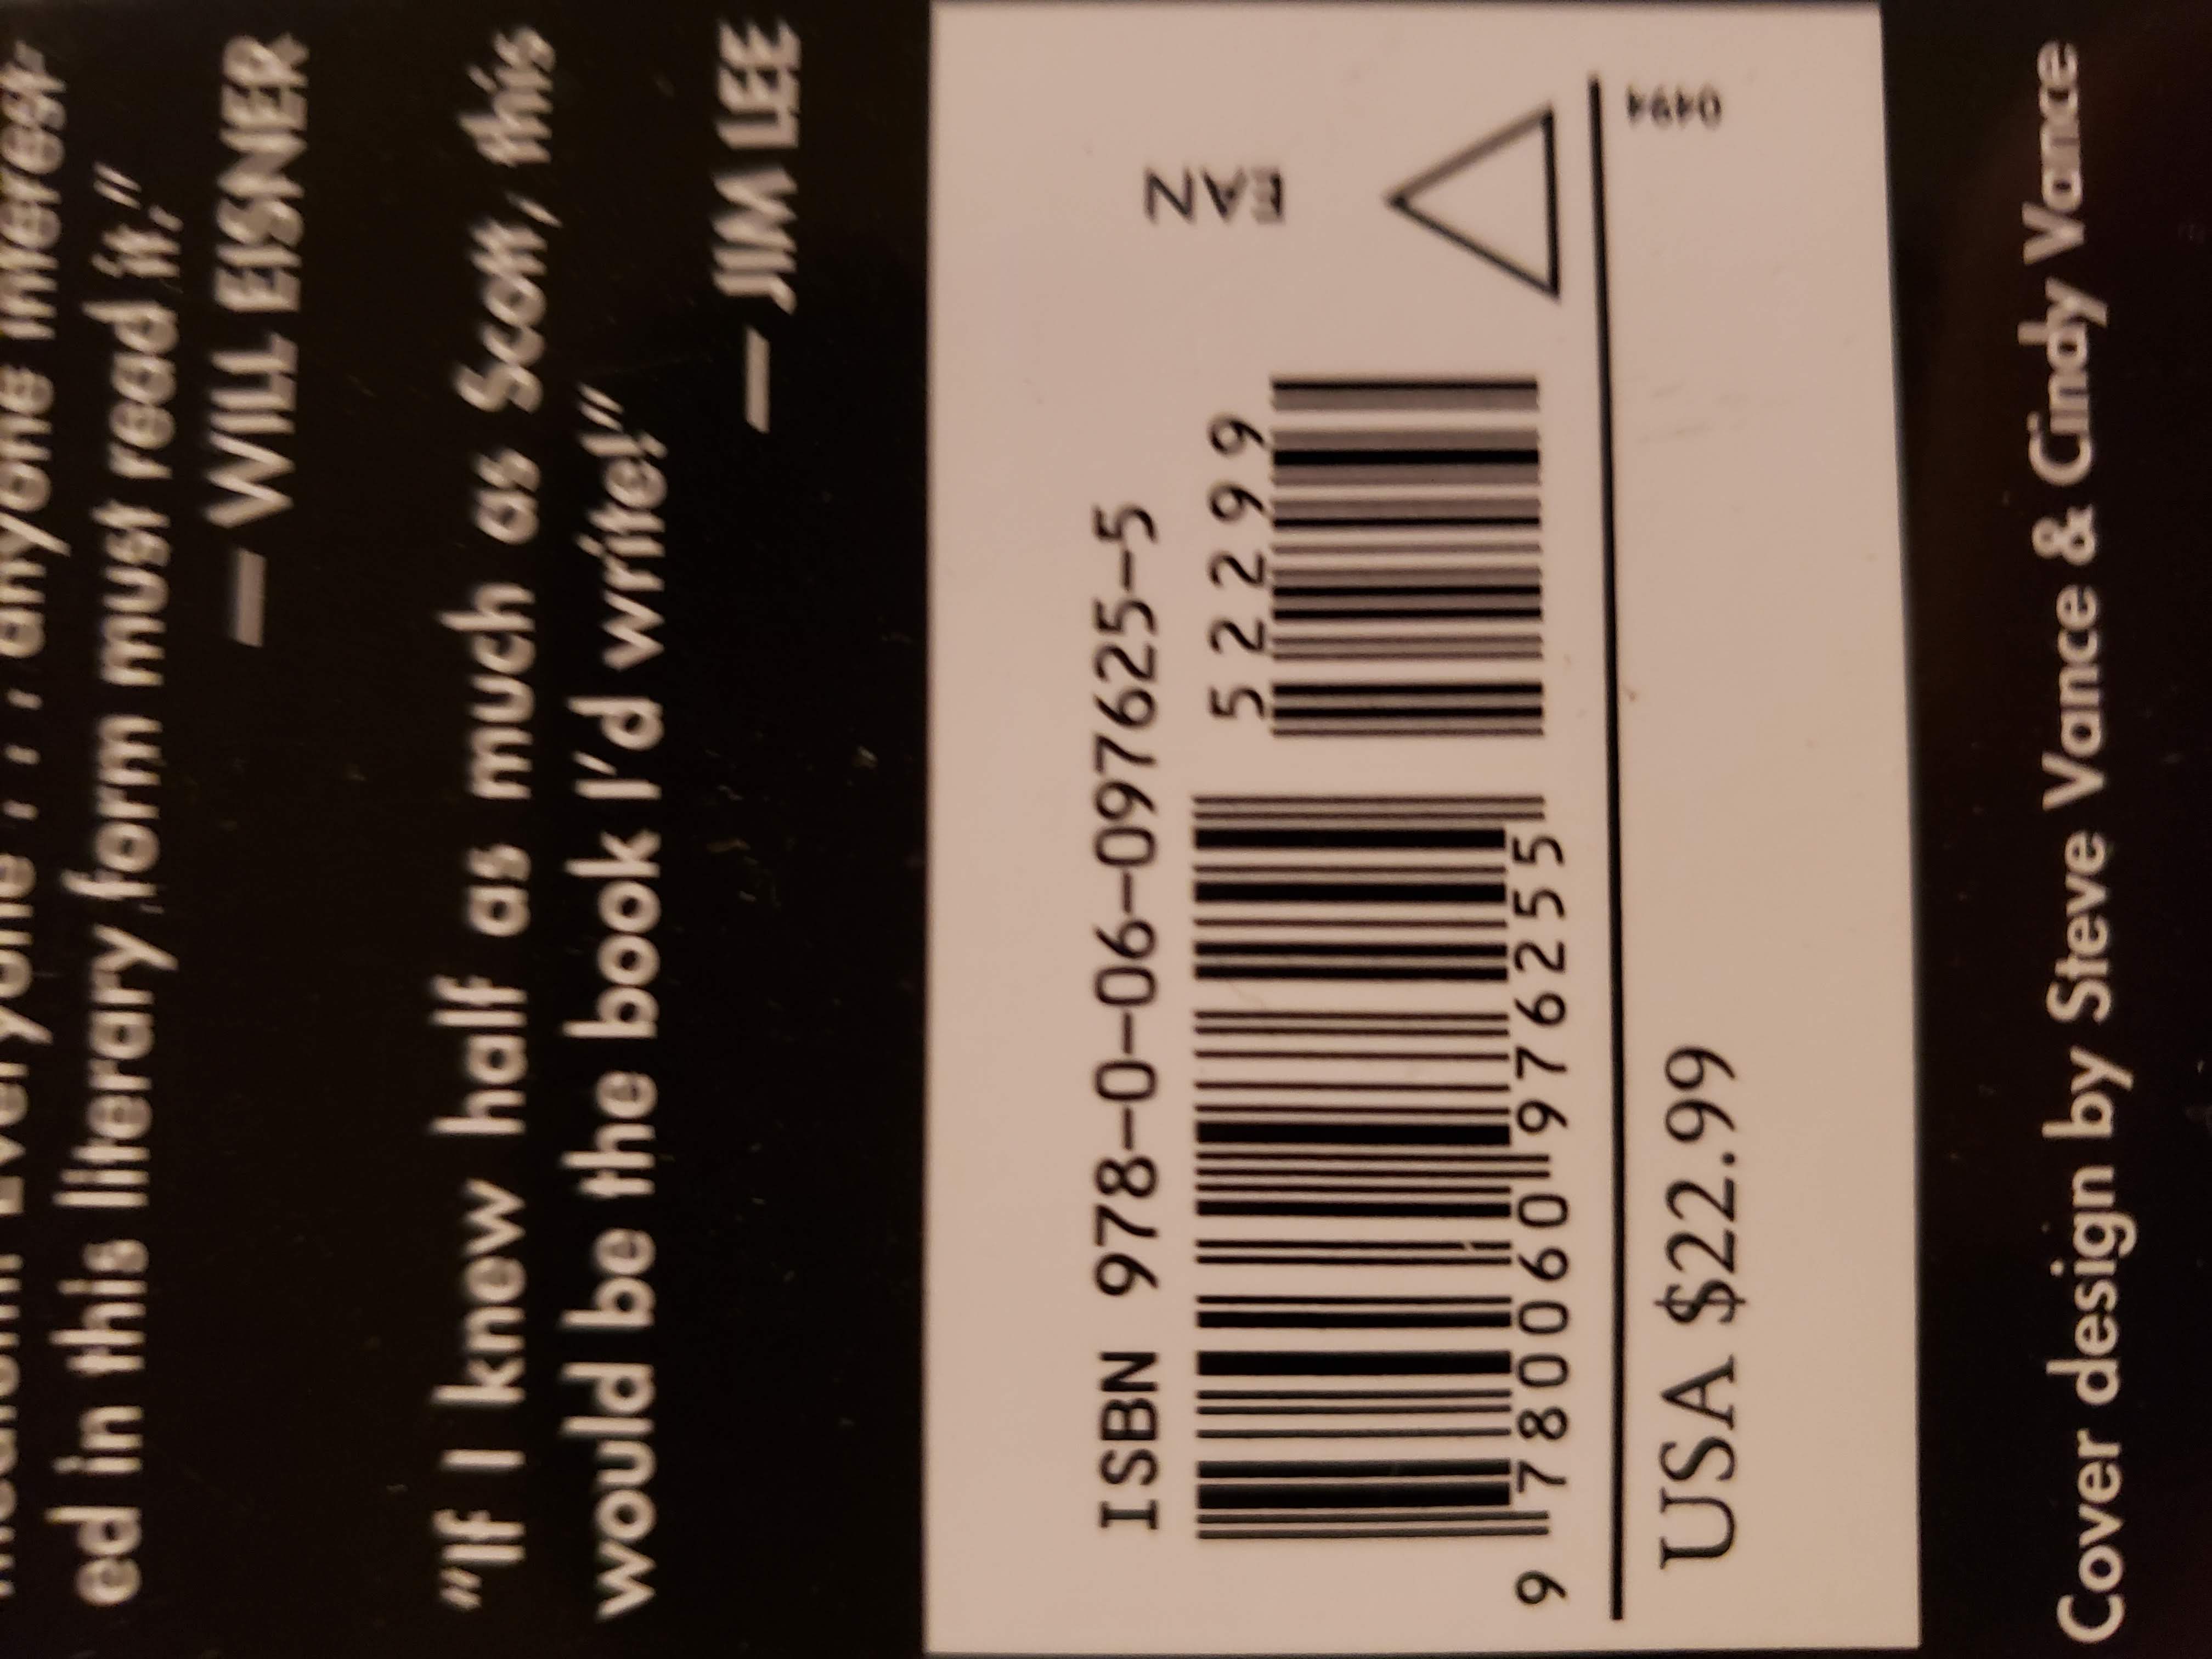 medium. Everyone . . . anyone interest-
ed in this literary form must read it."
— WILL EISNER
"If I knew half as much as Scott, this
would be the book I'd write!"
— JIM LEE
ISBN 978-0-06-097625-5
52299
EAN
9 780060 976255
USA $22.99
0494
Cover design by Steve Vance & Cindy Vance